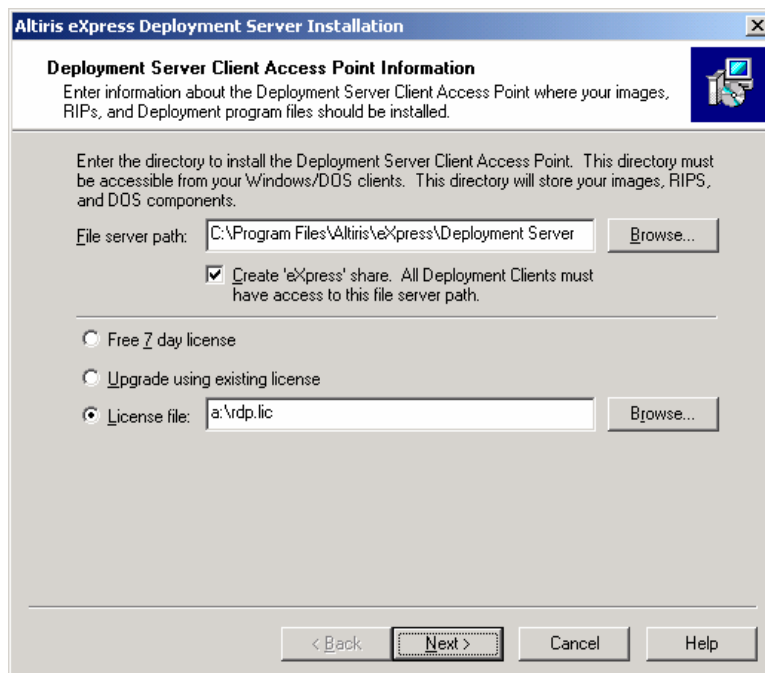 Altiris eXpress Deployment Server Installation
Deployment Server Client Access Point Information
Enter information about the Deployment Server Client Access Point where your images,
RIPs, and Deployment program files should be installed.
Enter the directory to install the Deployment Server Client Access Point. This directory must
be accessible from your Windows/DOS clients. This directory will store your images, RIPS,
and DOS components.
File server path: C:\Program Files\Altiris\eXpress\Deployment Server Browse...
Create 'eXpress' share. All Deployment Clients must
have access to this file server path.
Free 7 day license
Upgrade using existing license
License file: a:\rdp.lic Browse...
< Back Next > Cancel Help